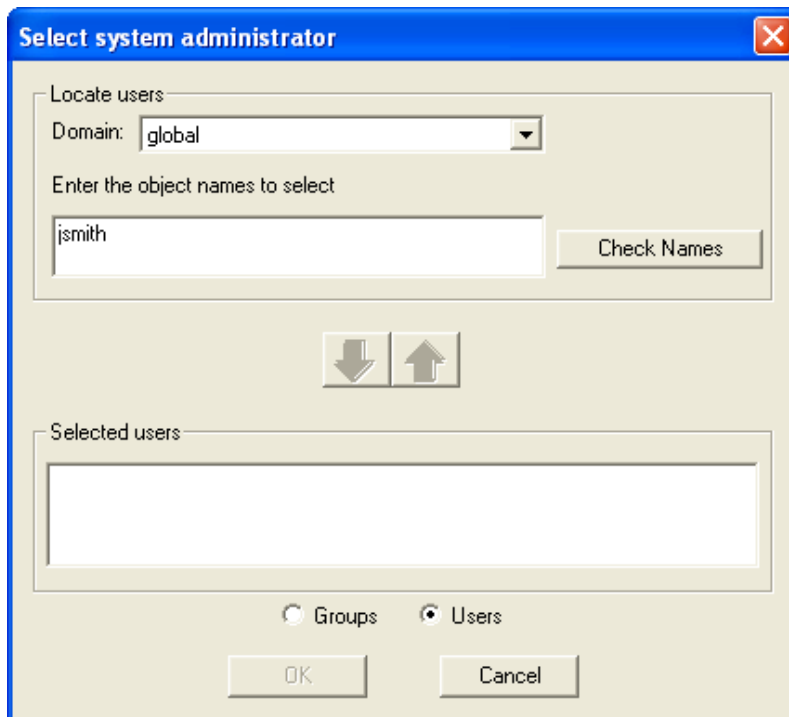 Select system administrator
Locate users
Domain: global
Enter the object names to select
jsmith
Check Names
Selected users
Groups Users
OK Cancel